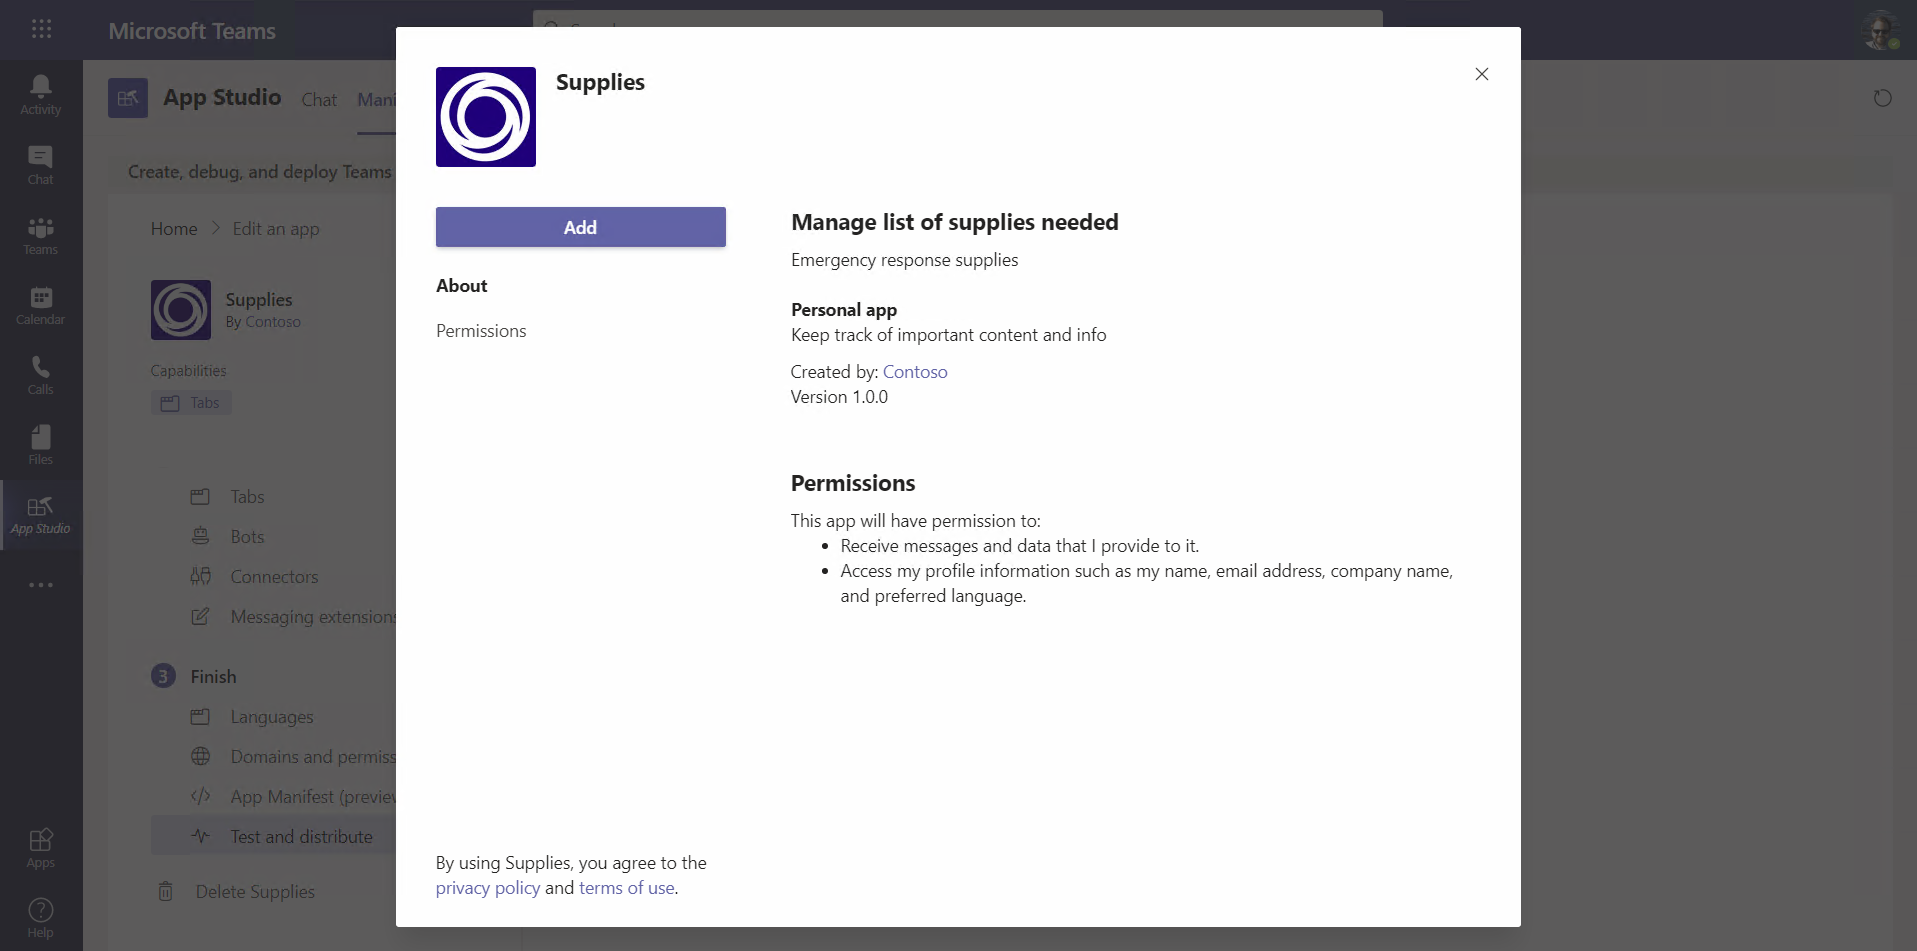 Microsoft Teams
Activity
Chat
Teams
Calendar
Calls
Files
App Studio
Apps
Help
App Studio
Chat
Mani
Create, debug, and deploy Teams
Home
Edit an app
Supplies
By Contoso
Capabilities
Tabs
Tabs
Bots
Connectors
Messaging extensions
3 Finish
Languages
Domains and permiss
App Manifest (preview
Test and distribute
Delete Supplies
Supplies
Add
About
Permissions
Manage list of supplies needed
Emergency response supplies
Personal app
Keep track of important content and info
Created by: Contoso
Version 1.0.0
Permissions
This app will have permission to:
• Receive messages and data that I provide to it.
• Access my profile information such as my name, email address, company name,
and preferred language.
By using Supplies, you agree to the
privacy policy and terms of use.